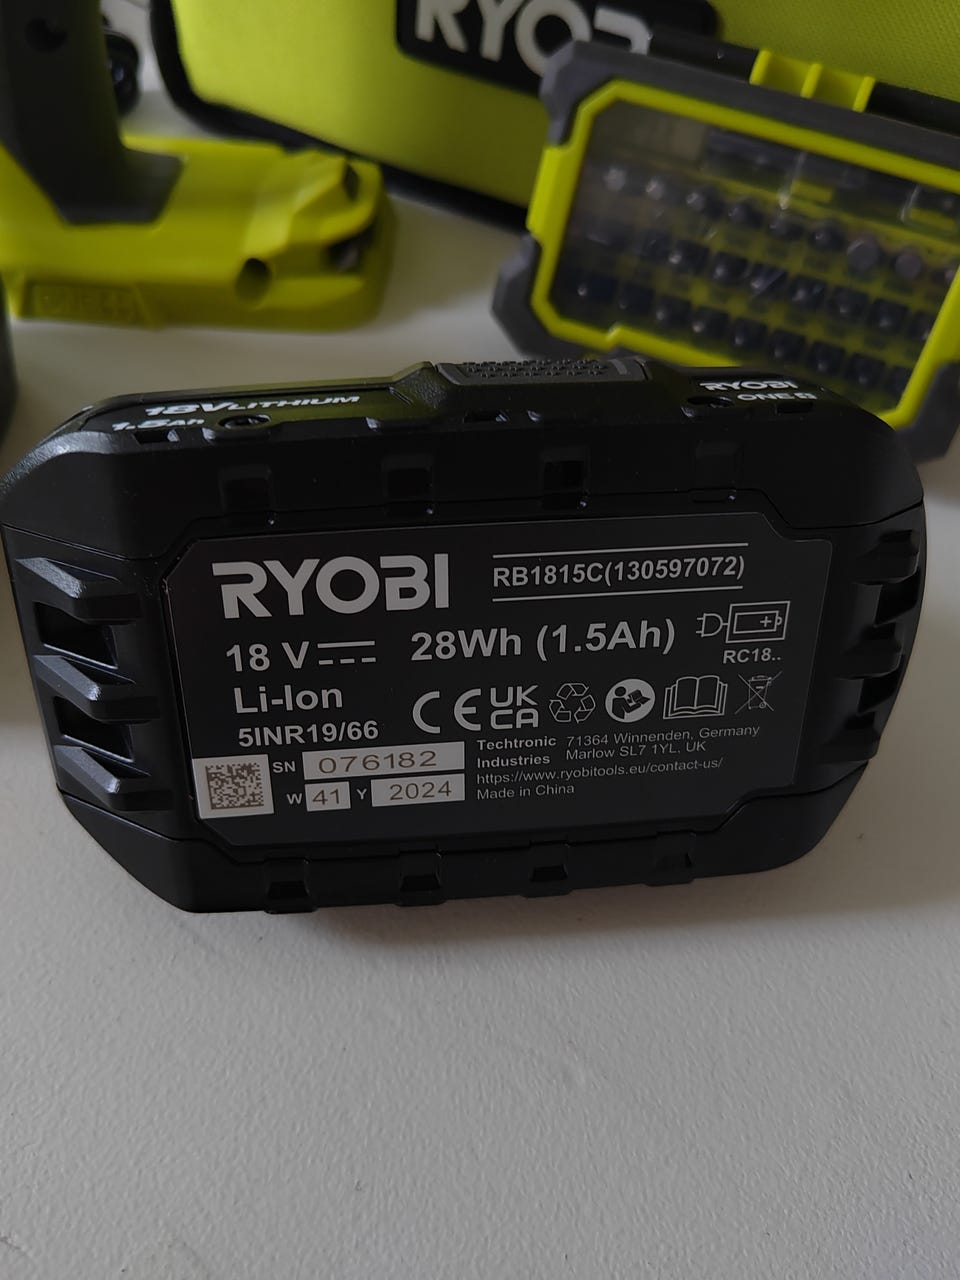 RYOBI
18V LITHIUM
1.5Ah
RYOBI
ONE+
RYOBI
RB1815C(130597072)
18 V 28Wh (1.5Ah)
RC18..
Li-Ion
5INR19/66
CE UK CA
SN 076182
W 41 Y 2024
Techtronic Industries
71364 Winnenden, Germany
Marlow SL7 1YL. UK
https://www.ryobitools.eu/contact-us/
Made in China